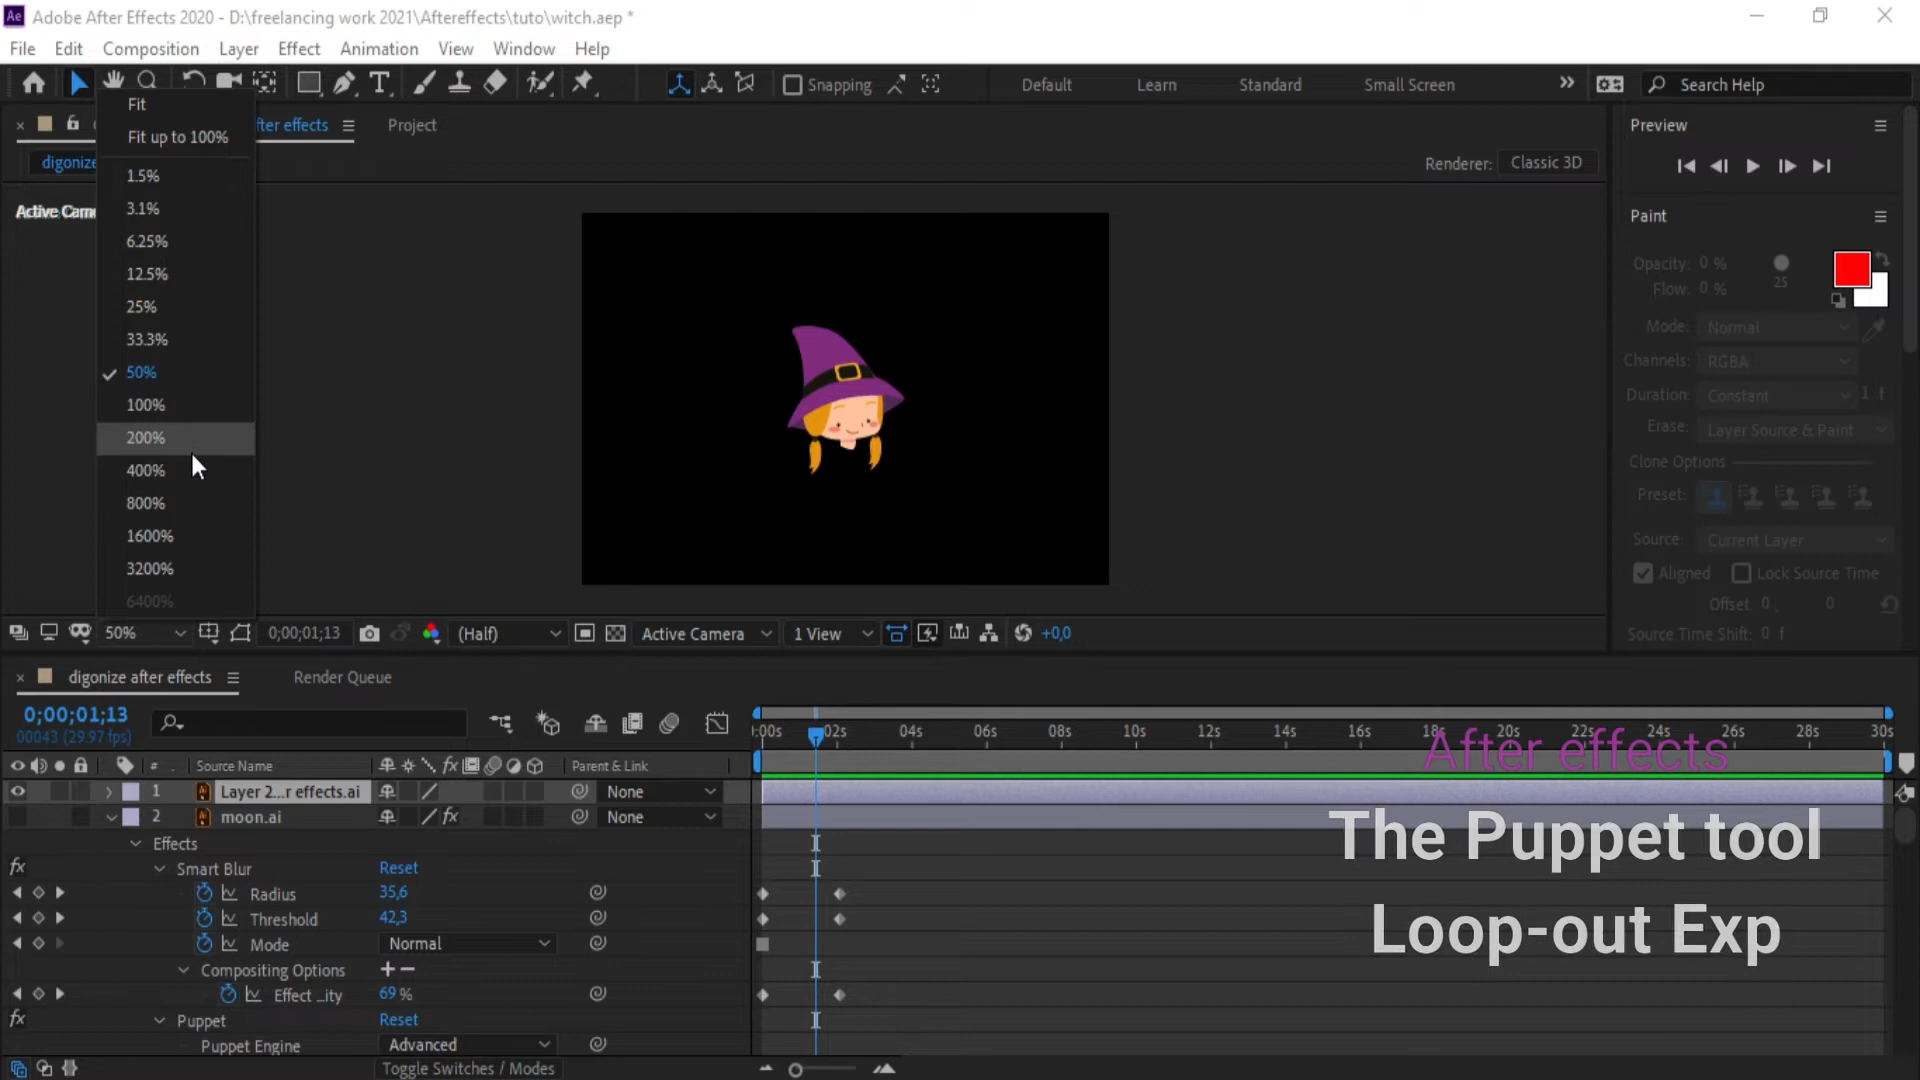 Ae Adobe After Effects 2020 - D:\freelancing work 2021\Aftereffects\tuto\witch.aep *
File Edit Composition Layer Effect Animation View Window Help
Snapping Default Learn Standard Small Screen Search Help
Fit
Fit up to 100%
1.5%
3.1%
6.25%
12.5%
25%
33.3%
50%
100%
200%
400%
800%
1600%
3200%
6400%
fter effects Project
digonize
Renderer: Classic 3D
Active Cam
Preview
Paint
Opacity: 0 %
Flow: 0 %
25
Mode: Normal
Channels: RGBA
Duration: Constant 1 f
Erase: Layer Source & Paint
Clone Options
Preset:
Source: Current Layer
Aligned Lock Source Time
Offset: 0 , 0
Source Time Shift: 0 f
50% 0;00;01;13 (Half) Active Camera 1 View +0,0
digonize after effects Render Queue
0;00;01;13
00043 (29.97 fps)
:00s 02s 04s 06s 08s 10s 12s 14s 16s 18s 20s 22s 24s 26s 28s 30s
# Source Name Parent & Link
1 Layer 2...r effects.ai None
2 moon.ai fx None
Effects
fx Smart Blur Reset
Radius 35,6
Threshold 42,3
Mode Normal
Compositing Options + −
Effect ...ity 69 %
fx Puppet Reset
Puppet Engine Advanced
Toggle Switches / Modes
After effects
The Puppet tool
Loop-out Exp